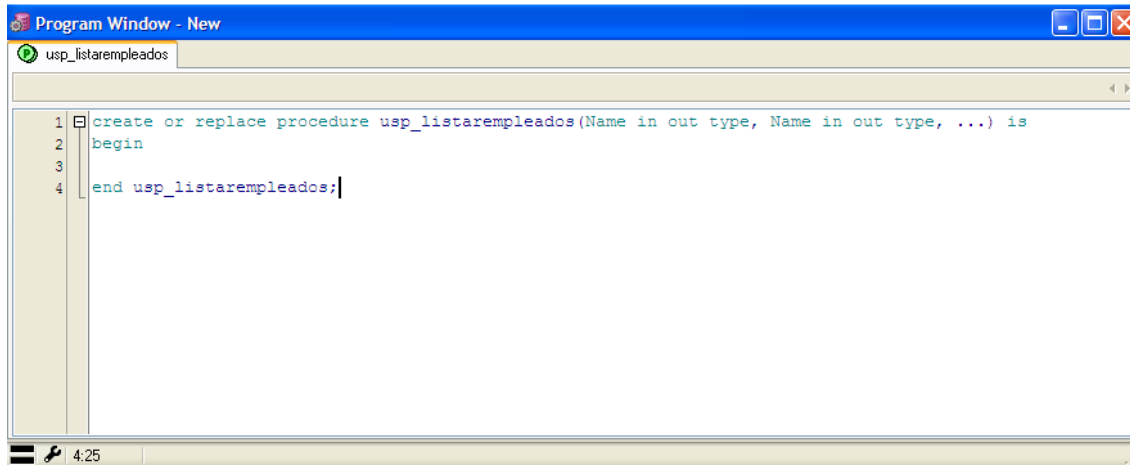 Program Window - New
usp_listarempleados
1 create or replace procedure usp_listarempleados(Name in out type, Name in out type, ...) is
2 begin
3
4 end usp_listarempleados;
4:25